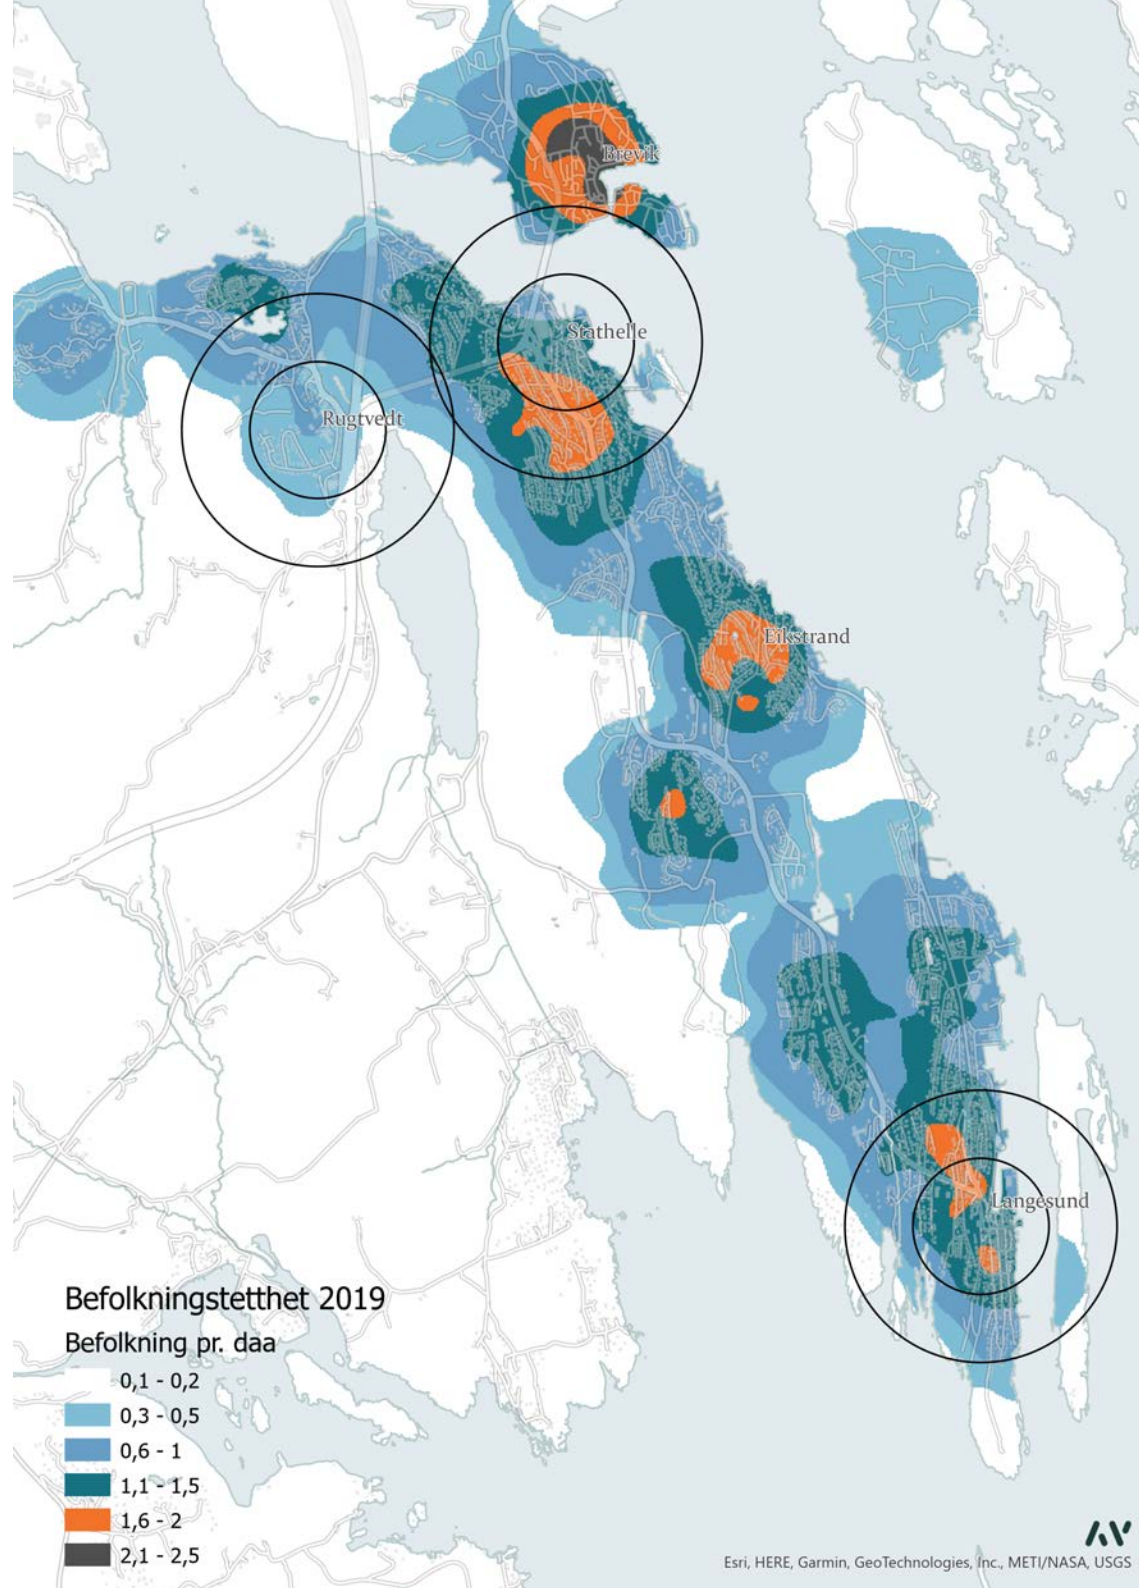 Brevik
Stathelle
Rugtvedt
Eikstrand
Langesund
Befolkningstetthet 2019
Befolkning pr. daa
0,1 - 0,2
0,3 - 0,5
0,6 - 1
1,1 - 1,5
1,6 - 2
2,1 - 2,5
Esri, HERE, Garmin, GeoTechnologies, Inc., METI/NASA, USGS